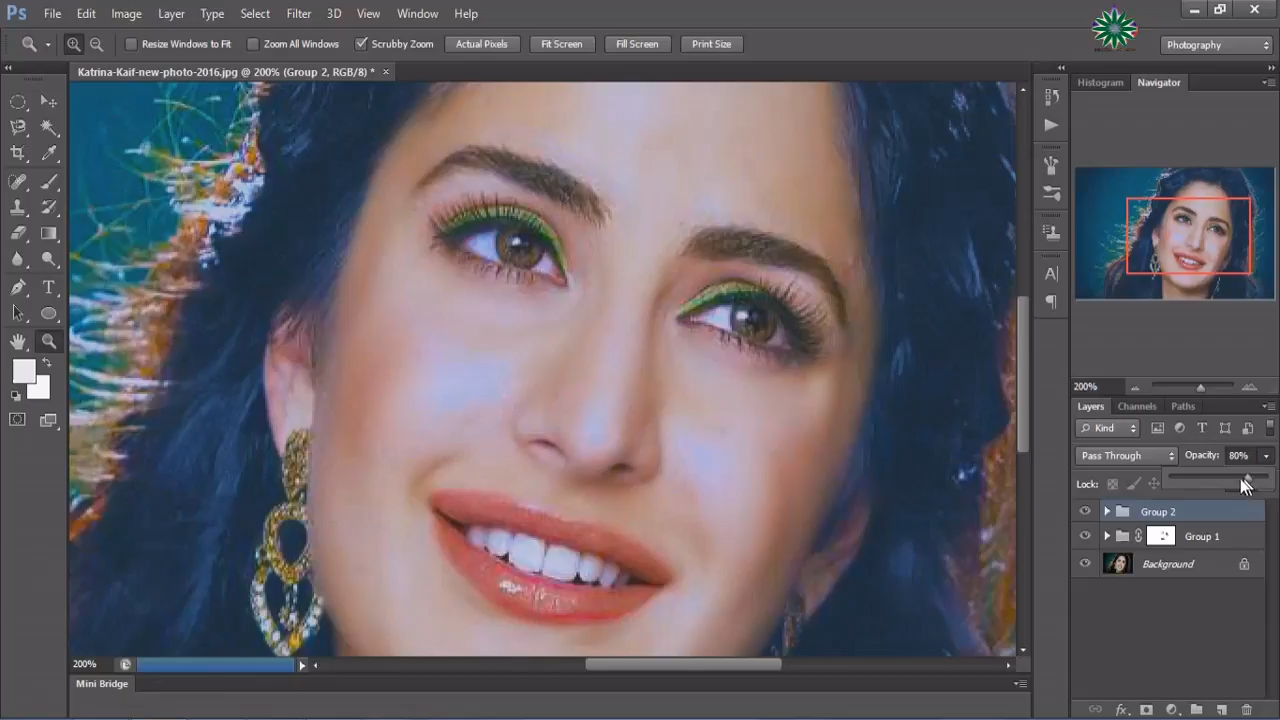 Ps File Edit Image Layer Type Select Filter 3D View Window Help
Resize Windows to Fit Zoom All Windows Scrubby Zoom Actual Pixels Fit Screen Fill Screen Print Size Photography
Katrina-Kaif-new-photo-2016.jpg @ 200% (Group 2, RGB/8) * ×
Histogram Navigator
200%
Layers Channels Paths
Kind
Pass Through Opacity: 80%
Lock:
Group 2
Group 1
Background
200%
Mini Bridge